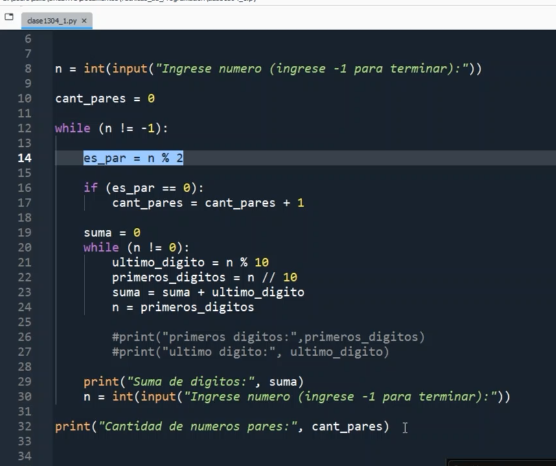 clase1304_1.py ×
6
7
8 n = int(input("Ingrese numero (ingrese -1 para terminar):"))
9
10 cant_pares = 0
11
12 while (n != -1):
13
14     es_par = n % 2
15
16     if (es_par == 0):
17         cant_pares = cant_pares + 1
18
19     suma = 0
20     while (n != 0):
21         ultimo_digito = n % 10
22         primeros_digitos = n // 10
23         suma = suma + ultimo_digito
24         n = primeros_digitos
25
26         #print("primeros digitos:",primeros_digitos)
27         #print("ultimo digito:", ultimo_digito)
28
29     print("Suma de digitos:", suma)
30     n = int(input("Ingrese numero (ingrese -1 para terminar):"))
31
32 print("Cantidad de numeros pares:", cant_pares)
33
34